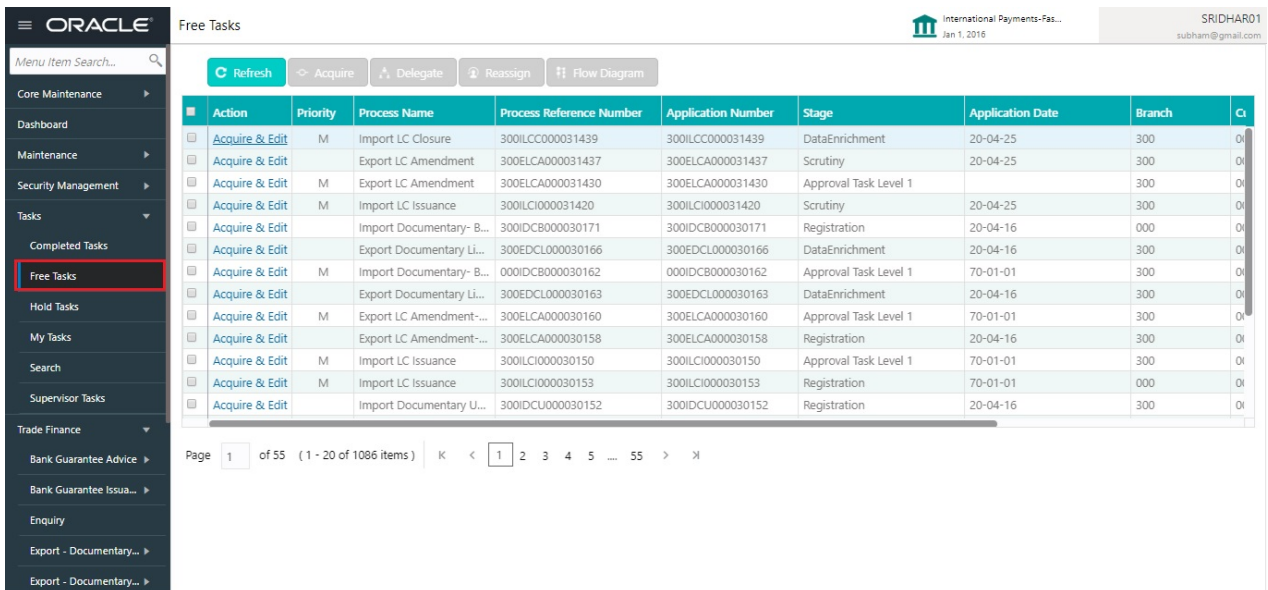 ORACLE
Free Tasks
International Payments-Fas...
Jan 1, 2016
SRIDHAR01
subham@gmail.com
Menu Item Search...
Core Maintenance
Dashboard
Maintenance
Security Management
Tasks
Completed Tasks
Free Tasks
Hold Tasks
My Tasks
Search
Supervisor Tasks
Trade Finance
Bank Guarantee Advice
Bank Guarantee Issua...
Enquiry
Export - Documentary...
Export - Documentary...
Refresh Acquire Delegate Reassign Flow Diagram
Action Priority Process Name Process Reference Number Application Number Stage Application Date Branch
Acquire & Edit M Import LC Closure 300ILCC000031439 300ILCC000031439 DataEnrichment 20-04-25 300
Acquire & Edit Export LC Amendment 300ELCA000031437 300ELCA000031437 Scrutiny 20-04-25 300
Acquire & Edit M Export LC Amendment 300ELCA000031430 300ELCA000031430 Approval Task Level 1 300
Acquire & Edit M Import LC Issuance 300ILCI000031420 300ILCI000031420 Scrutiny 20-04-25 300
Acquire & Edit Import Documentary- B... 300IDCB000030171 300IDCB000030171 Registration 20-04-16 000
Acquire & Edit Export Documentary Li... 300EDCL000030166 300EDCL000030166 DataEnrichment 20-04-16 300
Acquire & Edit M Import Documentary- B... 000IDCB000030162 000IDCB000030162 Approval Task Level 1 70-01-01 300
Acquire & Edit Export Documentary Li... 300EDCL000030163 300EDCL000030163 DataEnrichment 20-04-16 300
Acquire & Edit M Export LC Amendment-... 300ELCA000030160 300ELCA000030160 Approval Task Level 1 70-01-01 300
Acquire & Edit Export LC Amendment-... 300ELCA000030158 300ELCA000030158 Registration 20-04-16 300
Acquire & Edit M Import LC Issuance 300ILCI000030150 300ILCI000030150 Approval Task Level 1 70-01-01 300
Acquire & Edit M Import LC Issuance 300ILCI000030153 300ILCI000030153 Registration 70-01-01 000
Acquire & Edit Import Documentary U... 300IDCU000030152 300IDCU000030152 Registration 20-04-16 300
Page 1 of 55 (1 - 20 of 1086 items) 1 2 3 4 5 .... 55